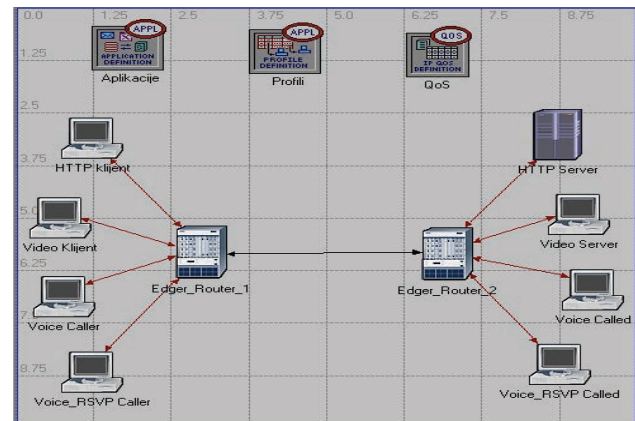 0.0 1.25 2.5 3.75 5.0 6.25 7.5 8.75
APPL APPL QOS
APPLICATION DEFINITION
PROFILE DEFINITION
IP QOS DEFINITION
Aplikacije Profili QoS
1.25
2.5
HTTP klijent HTTP Server
3.75
5.0
Video Klijent Video Server
6.25
Edger_Router_1 Edger_Router_2
Voice Caller Voice Called
8.75
Voice_RSVP Caller Voice_RSVP Called